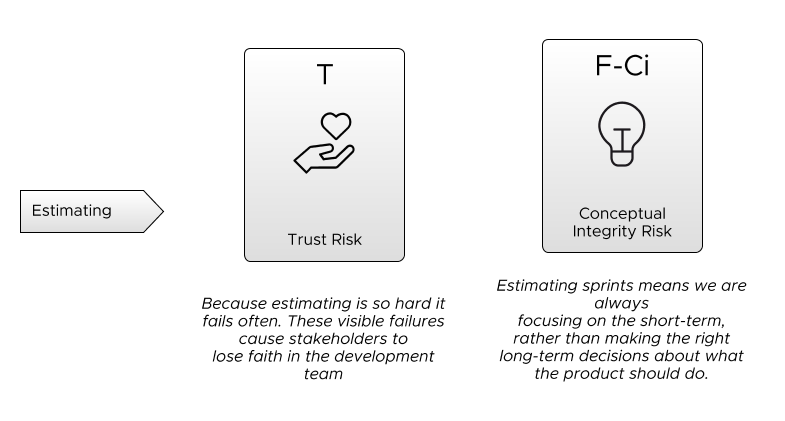 Estimating
T
Trust Risk
Because estimating is so hard it
fails often. These visible failures
cause stakeholders to
lose faith in the development
team
F-Ci
Conceptual
Integrity Risk
Estimating sprints means we are
always
focusing on the short-term,
rather than making the right
long-term decisions about what
the product should do.